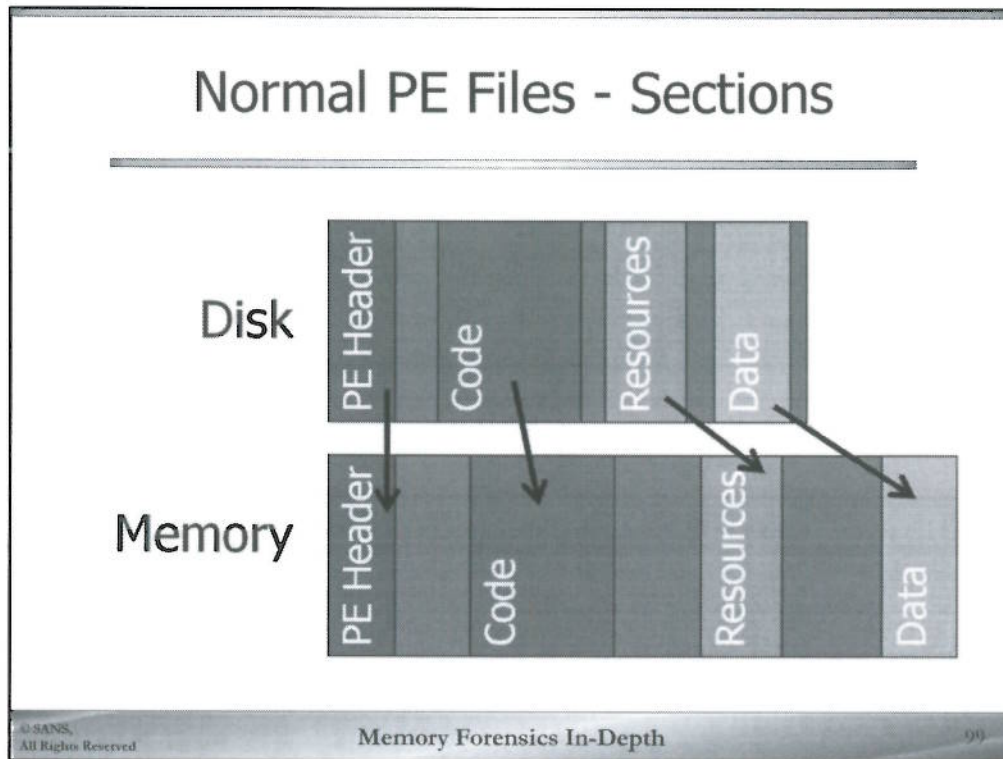 Normal PE Files - Sections
Disk
PE Header
Code
Resources
Data
Memory
PE Header
Code
Resources
Data
© SANS,
All Rights Reserved
Memory Forensics In-Depth
99